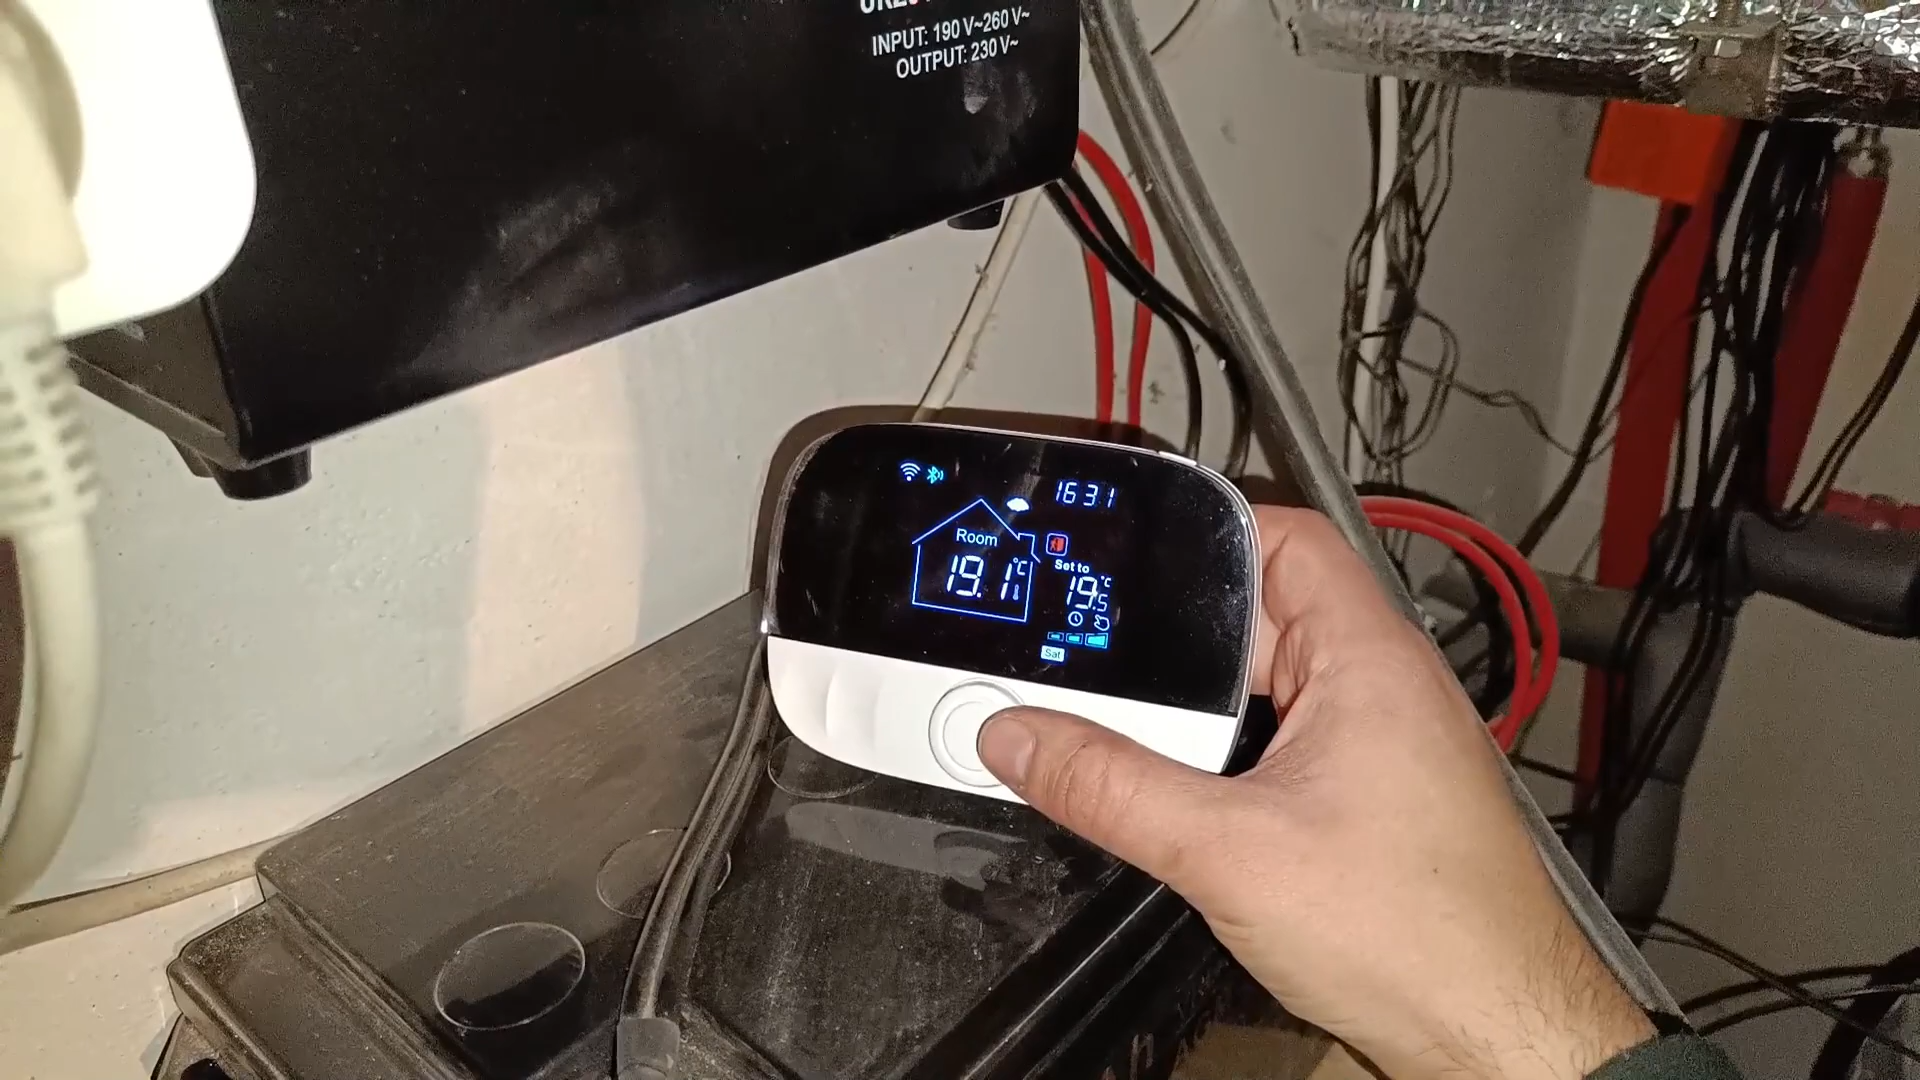 INPUT: 190 V~260 V~
OUTPUT: 230 V~
16 31
Room
19.1°C
Set to
19.5°C
Sat